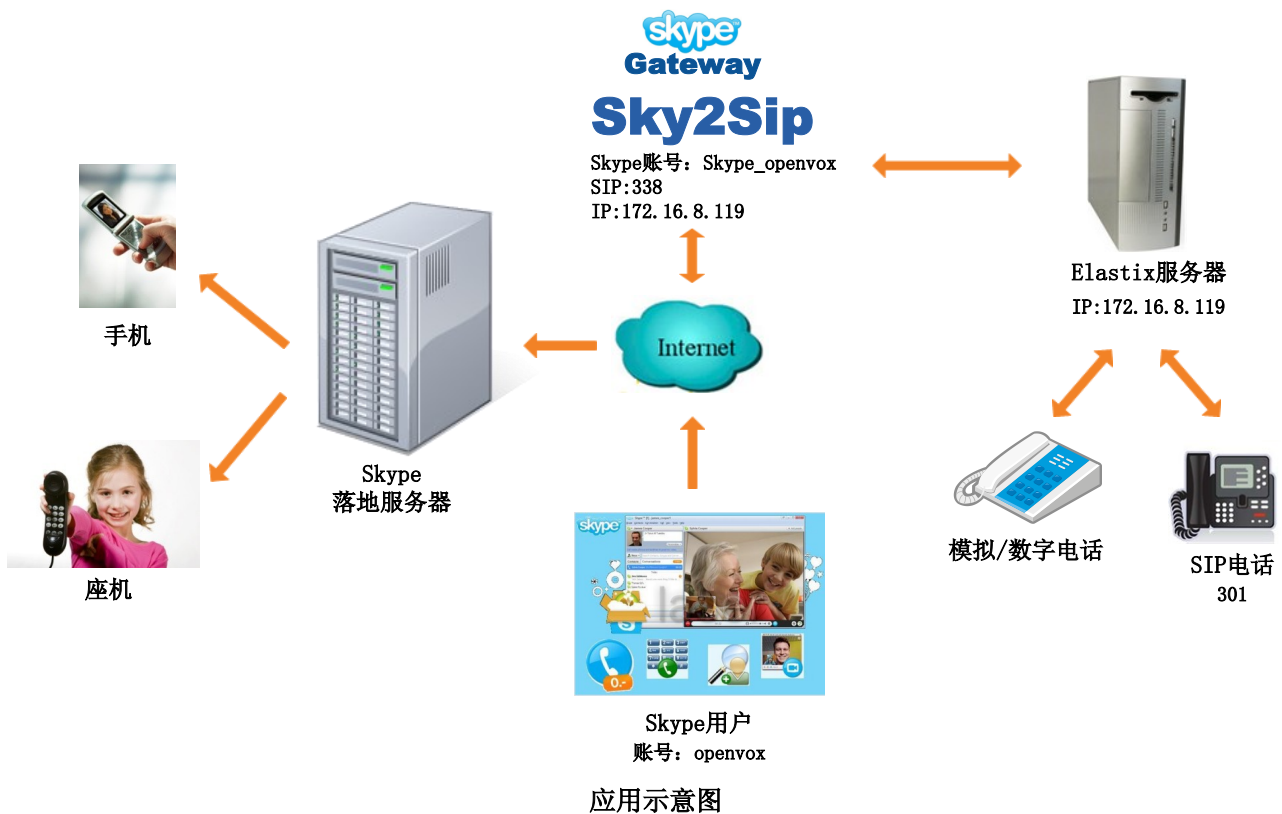 skype
Gateway
Sky2Sip
Skype账号：Skype_openvox
SIP:338
IP:172.16.8.119
Elastix服务器
IP:172.16.8.119
手机
Internet
Skype
落地服务器
座机
模拟/数字电话
SIP电话
301
skype
0.-
Skype用户
账号：openvox
应用示意图